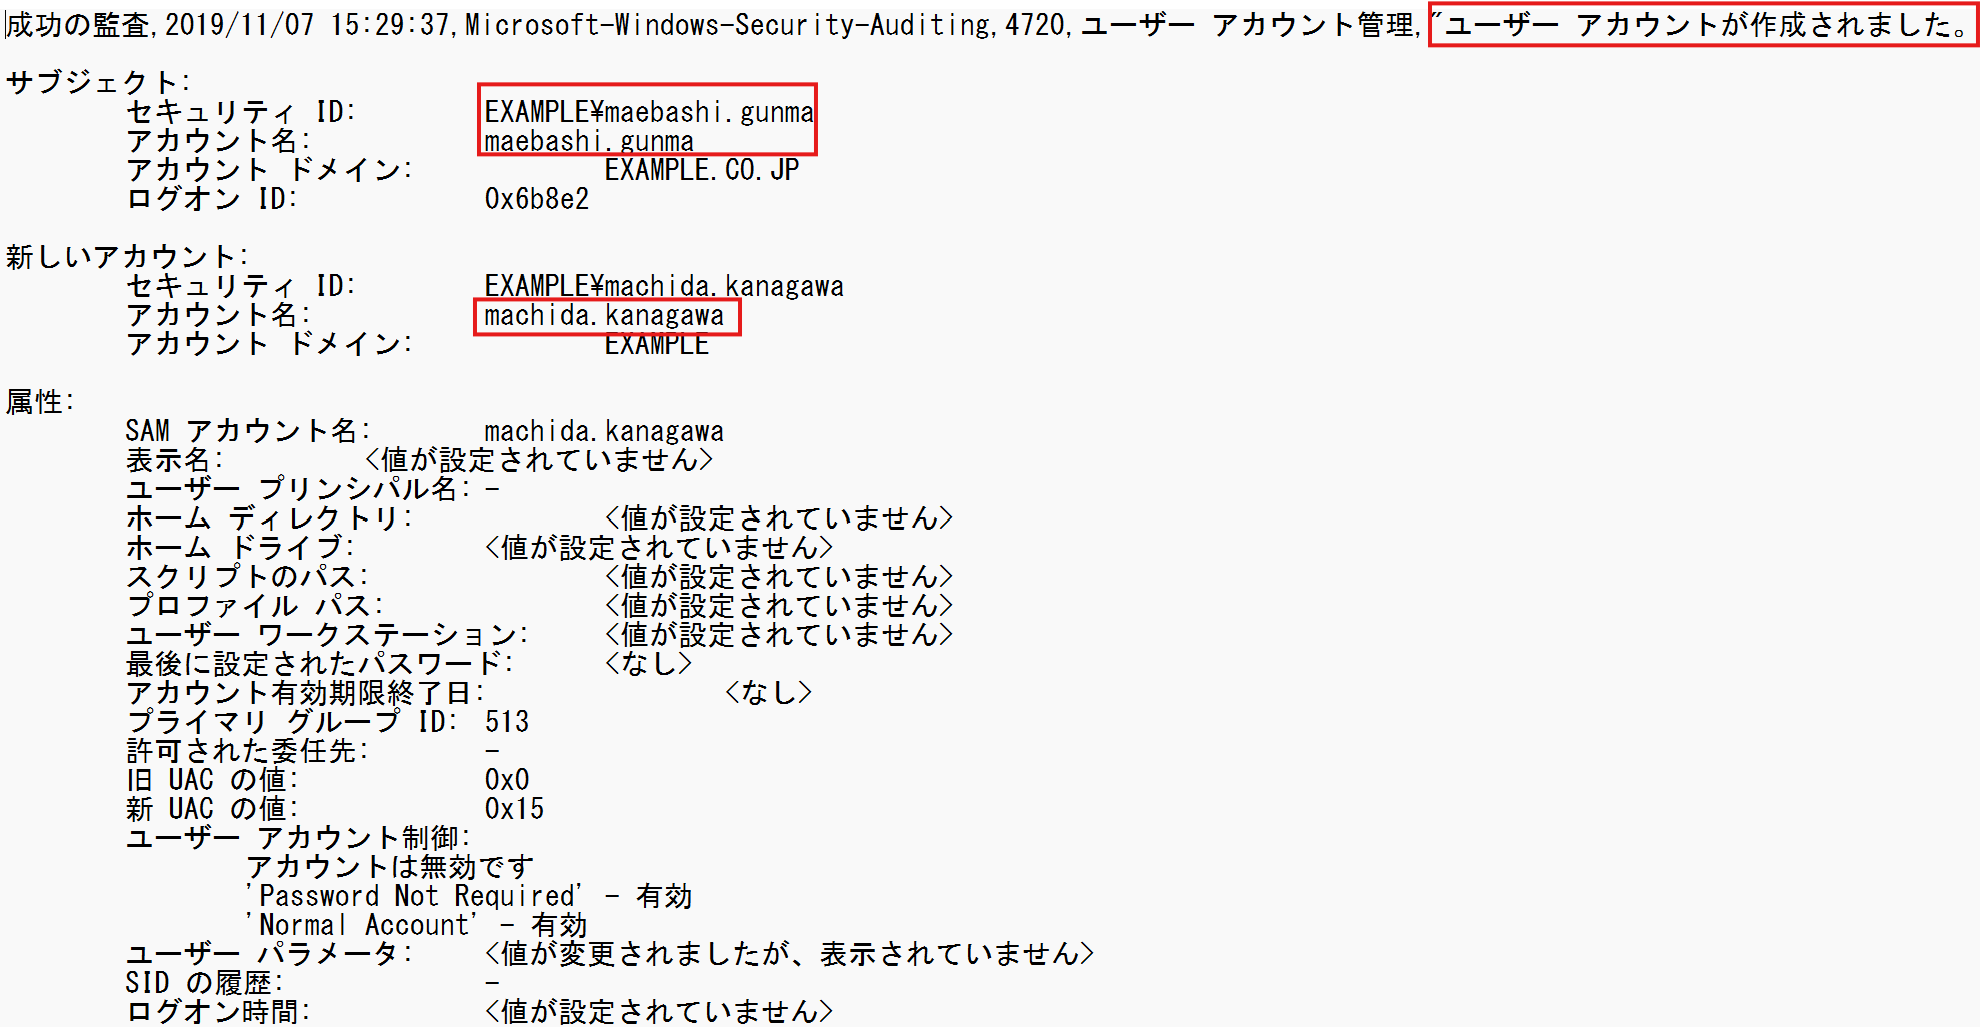 成功の監査,2019/11/07 15:29:37,Microsoft-Windows-Security-Auditing,4720,ユーザー アカウント管理,"ユーザー アカウントが作成されました。
サブジェクト:
セキュリティ ID: EXAMPLE¥maebashi.gunma
アカウント名: maebashi.gunma
アカウント ドメイン: EXAMPLE.CO.JP
ログオン ID: 0x6b8e2
新しいアカウント:
セキュリティ ID: EXAMPLE¥machida.kanagawa
アカウント名: machida.kanagawa
アカウント ドメイン: EXAMPLE
属性:
SAM アカウント名: machida.kanagawa
表示名: <値が設定されていません>
ユーザー プリンシパル名: -
ホーム ディレクトリ: <値が設定されていません>
ホーム ドライブ: <値が設定されていません>
スクリプトのパス: <値が設定されていません>
プロファイル パス: <値が設定されていません>
ユーザー ワークステーション: <値が設定されていません>
最後に設定されたパスワード: <なし>
アカウント有効期限終了日: <なし>
プライマリ グループ ID: 513
許可された委任先: -
旧 UAC の値: 0x0
新 UAC の値: 0x15
ユーザー アカウント制御:
アカウントは無効です
'Password Not Required' - 有効
'Normal Account' - 有効
ユーザー パラメータ: <値が変更されましたが、表示されていません>
SID の履歴: -
ログオン時間: <値が設定されていません>